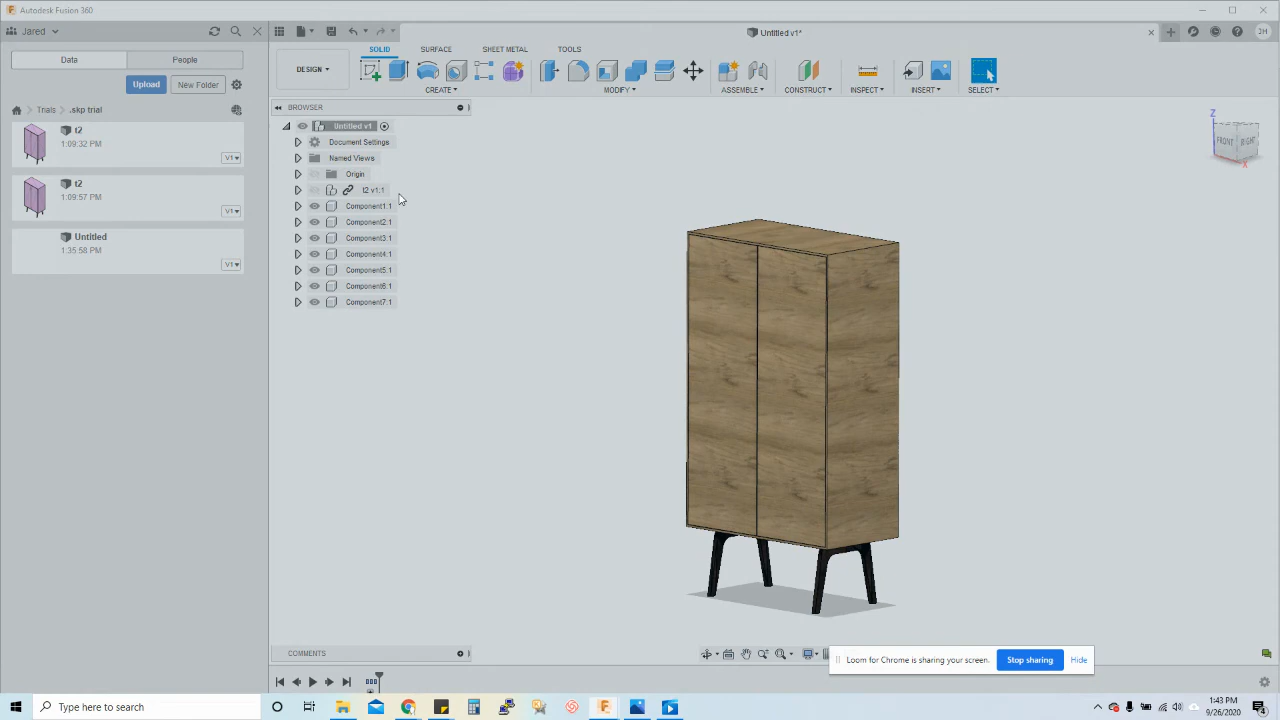 Autodesk Fusion 360
Jared
Untitled v1*
JH
Data
People
SOLID
SURFACE
SHEET METAL
TOOLS
DESIGN
CREATE
MODIFY
ASSEMBLE
CONSTRUCT
INSPECT
INSERT
SELECT
Upload
New Folder
Trials
.skp trial
BROWSER
t2
1:09:32 PM
V1
t2
1:09:57 PM
V1
Untitled
1:35:58 PM
V1
Untitled v1
Document Settings
Named Views
Origin
t2 v1:1
Component1:1
Component2:1
Component3:1
Component4:1
Component5:1
Component6:1
Component7:1
Z
FRONT
RIGHT
X
COMMENTS
Loom for Chrome is sharing your screen.
Stop sharing
Hide
Type here to search
1:43 PM
9/26/2020
4